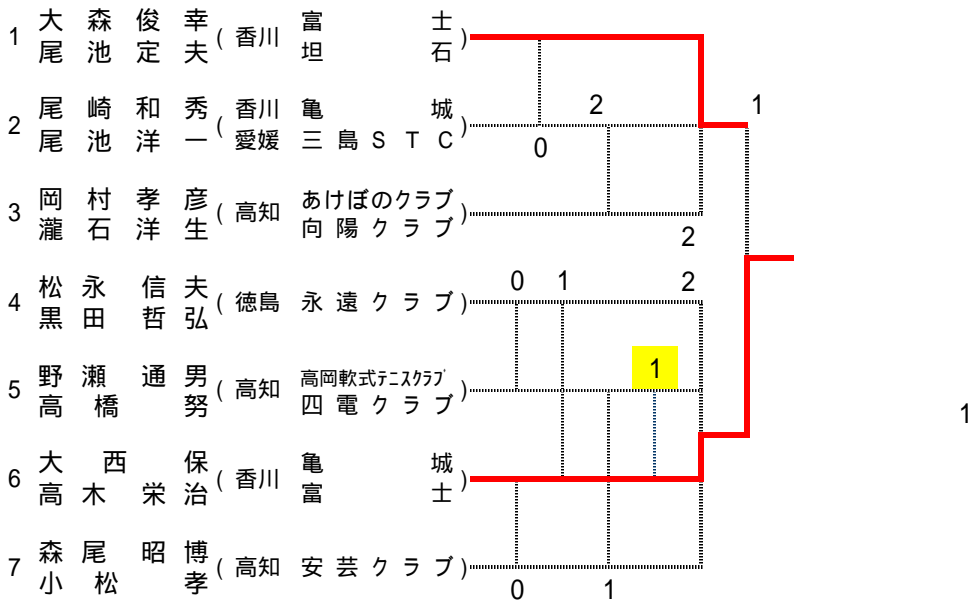 1 大森俊幸 (香川 富士)
尾池定夫 坦石
2 尾崎和秀 (香川 亀城)
尾池洋一 愛媛 三島STC
3 岡村孝彦 (高知 あけぼのクラブ)
瀧石洋生 向陽クラブ
4 松永信夫 (徳島 永遠クラブ)
黒田哲弘
5 野瀬通男 (高知 高岡軟式テニスクラブ)
高橋努 四電クラブ
6 大西保 (香川 亀城)
高木栄治 富士
7 森尾昭博 (高知 安芸クラブ)
小松孝
2 1
0
2
0 1 2
1
1
0 1